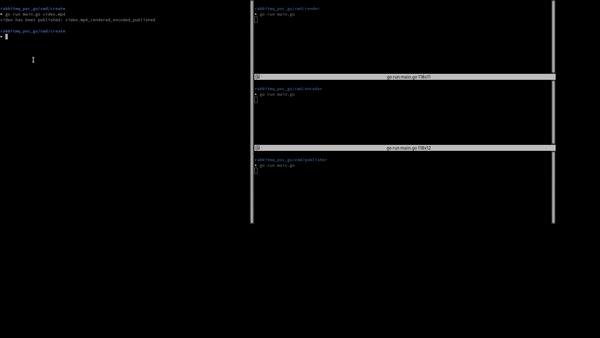 rabbitmq_poc_go/cmd/create
➜ go run main.go video.mp4
video has been published: video.mp4_rendered_encoded_published
rabbitmq_poc_go/cmd/create
➜
rabbitmq_poc_go/cmd/render
➜ go run main.go
go run main.go 118x11
rabbitmq_poc_go/cmd/encoder
➜ go run main.go
go run main.go 118x12
rabbitmq_poc_go/cmd/publisher
➜ go run main.go